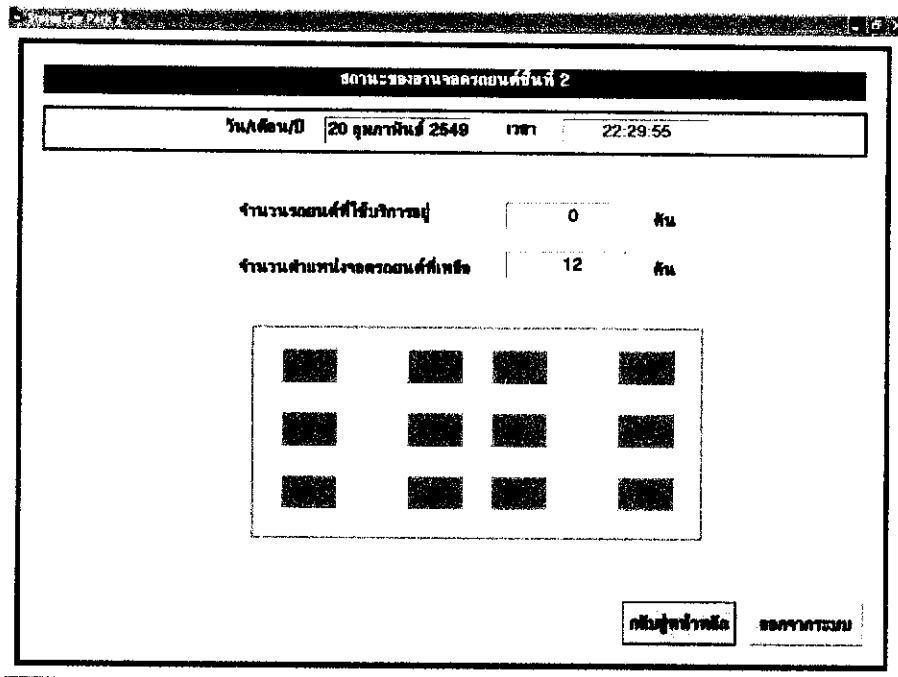 Status Car Park 2
สถานะของลานจอดรถยนต์ชั้นที่ 2
วัน/เดือน/ปี 20 กุมภาพันธ์ 2549 เวลา 22:29:55
จำนวนรถยนต์ที่ใช้บริการอยู่ 0 คัน
จำนวนตำแหน่งจอดรถยนต์ที่เหลือ 12 คัน
กลับสู่หน้าหลัก ออกจากระบบ